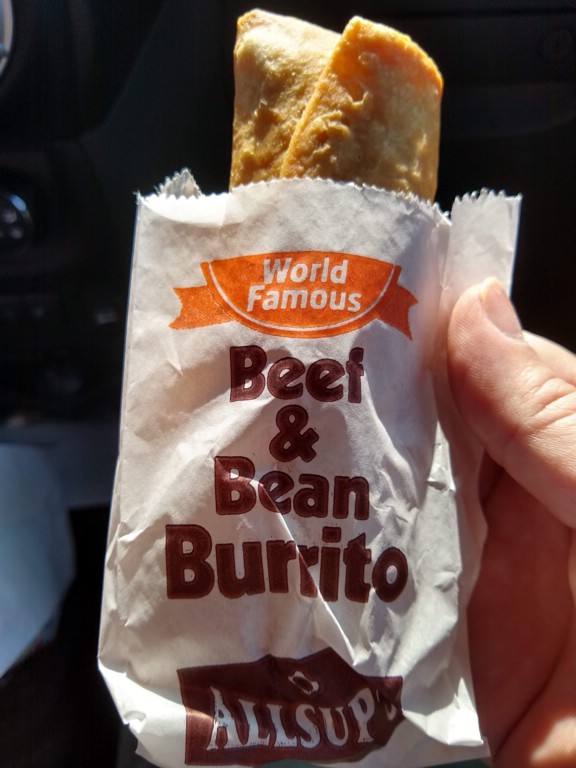 World
Famous
Beef
&
Bean
Burrito
ALLSUP'S